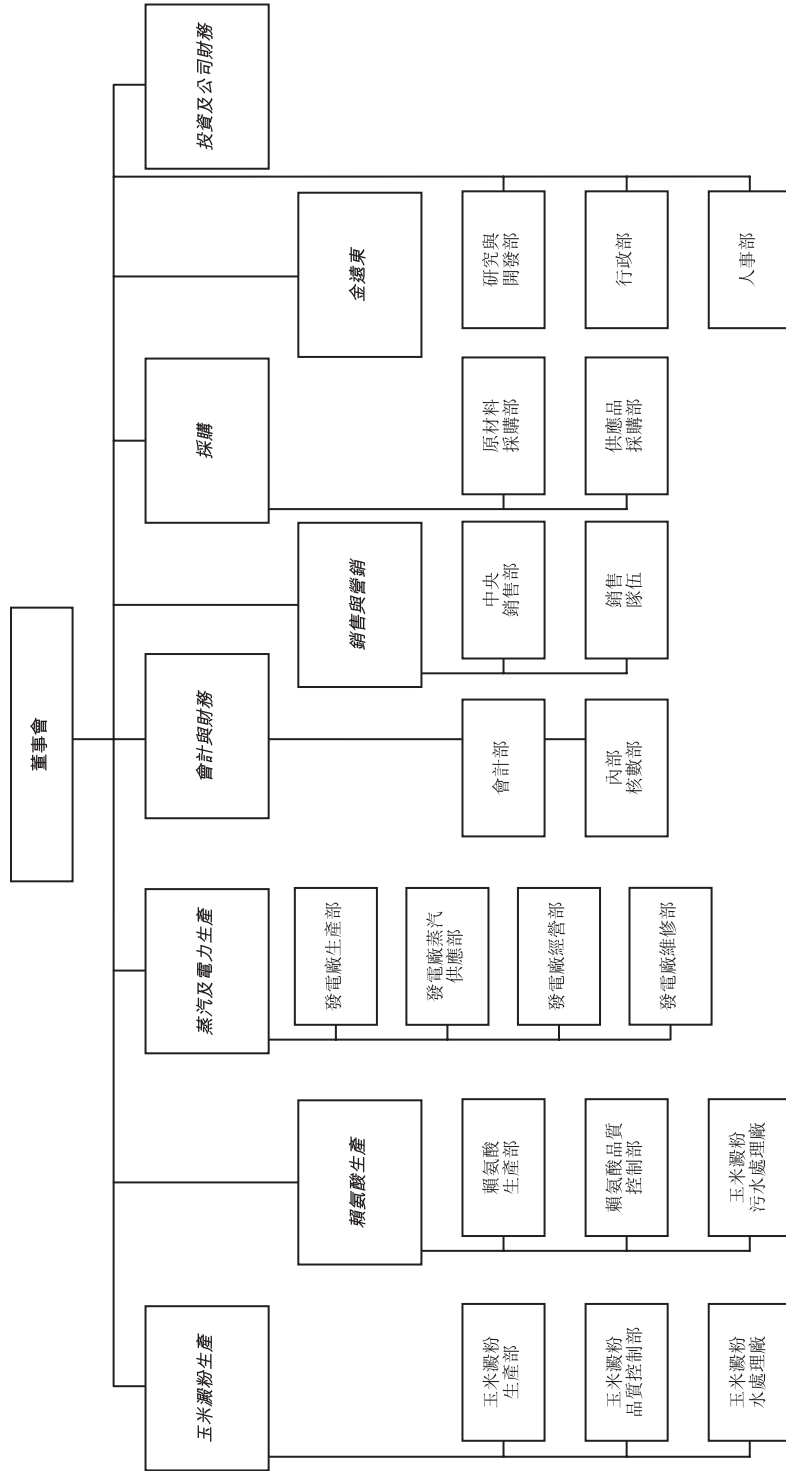 董事會
玉米澱粉生產
賴氨酸生產
蒸汽及電力生產
會計與財務
銷售與營銷
採購
金遠東
投資及公司財務
玉米澱粉
生產部
玉米澱粉
品質控制部
玉米澱粉
水處理廠
賴氨酸
生產部
賴氨酸品質
控制部
玉米澱粉
污水處理廠
發電廠生產部
發電廠蒸汽
供應部
發電廠經營部
發電廠維修部
會計部
內部
核數部
中央
銷售部
銷售
隊伍
原材料
採購部
供應品
採購部
研究與
開發部
行政部
人事部